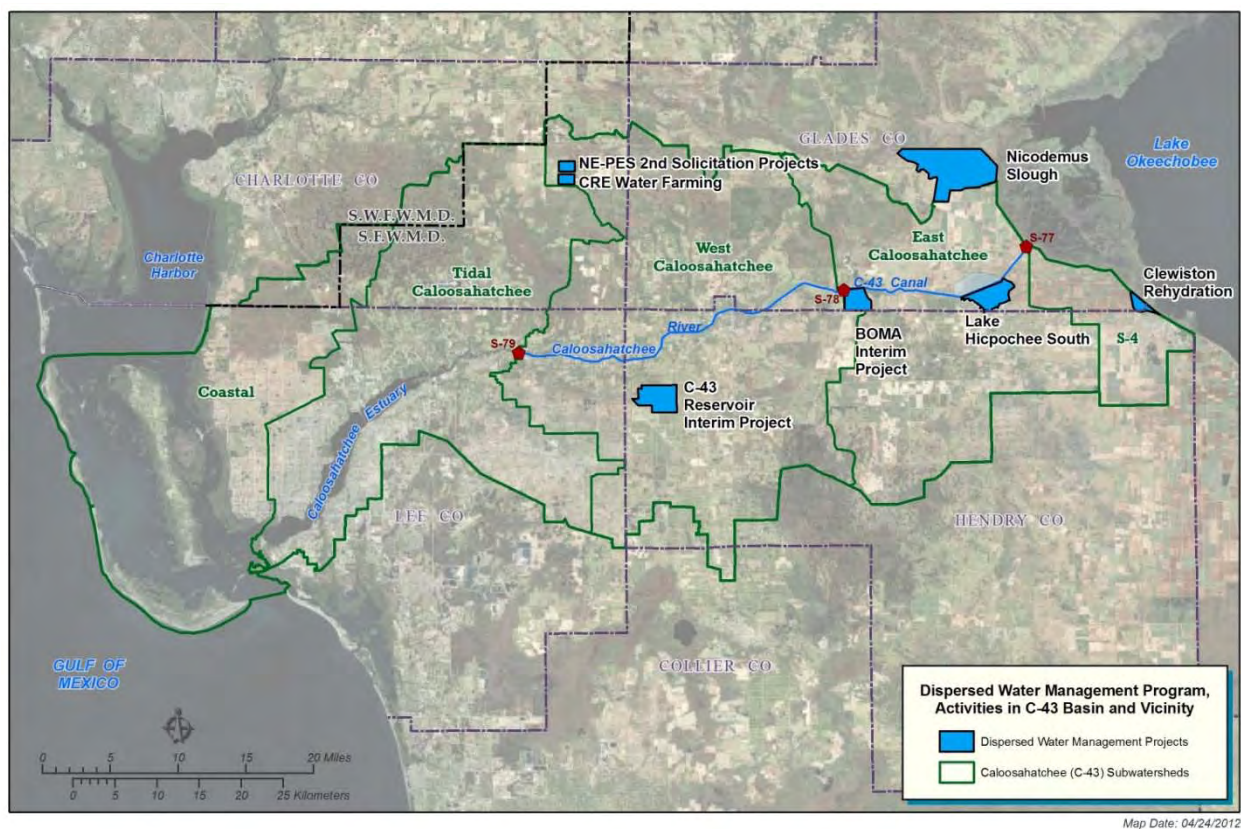 GLADES CO
Lake
Okeechobee
NE-PES 2nd Solicitation Projects
CRE Water Farming
Nicodemus
Slough
CHARLOTTE CO
S.W.F.W.M.D.
S.F.W.M.D.
Charlotte
Harbor
Tidal
Caloosahatchee
West
Caloosahatchee
East
Caloosahatchee
S-77
C-43 Canal
S-78
Clewiston
Rehydration
Lake
Hicpochee South
BOMA
Interim
Project
S-4
River
Caloosahatchee
S-79
Coastal
C-43
Reservoir
Interim Project
Caloosahatchee Estuary
LEE CO
HENDRY CO
COLLIER CO
GULF OF
MEXICO
Dispersed Water Management Program,
Activities in C-43 Basin and Vicinity
Dispersed Water Management Projects
Caloosahatchee (C-43) Subwatersheds
0 5 10 20 Miles
0 5 10 15 20 25 Kilometers
Map Date: 04/24/2012